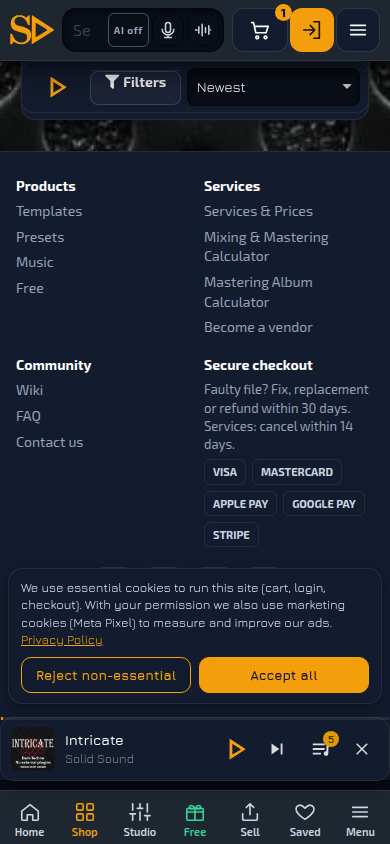 SD
Se
AI off
1
Filters
Newest
Products
Templates
Presets
Music
Free
Services
Services & Prices
Mixing & Mastering
Calculator
Mastering Album
Calculator
Become a vendor
Community
Wiki
FAQ
Contact us
Secure checkout
Faulty file? Fix, replacement
or refund within 30 days.
Services: cancel within 14
days.
VISA
MASTERCARD
APPLE PAY
GOOGLE PAY
STRIPE
We use essential cookies to run this site (cart, login,
checkout). With your permission we also use marketing
cookies (Meta Pixel) to measure and improve our ads.
Privacy Policy
Reject non-essential
Accept all
INTRICATE
Intricate
Solid Sound
5
Home
Shop
Studio
Free
Sell
Saved
Menu